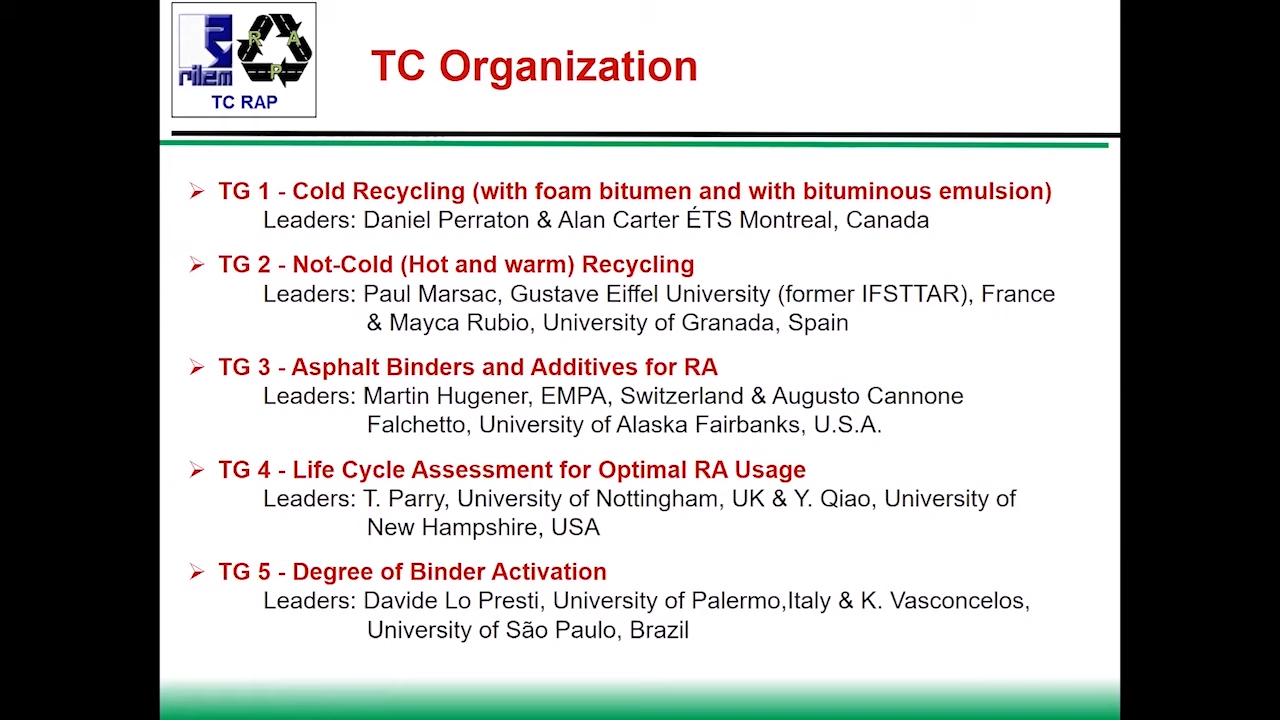 R A P
rilem
TC RAP
TC Organization
TG 1 - Cold Recycling (with foam bitumen and with bituminous emulsion)
Leaders: Daniel Perraton & Alan Carter ÉTS Montreal, Canada
TG 2 - Not-Cold (Hot and warm) Recycling
Leaders: Paul Marsac, Gustave Eiffel University (former IFSTTAR), France
& Mayca Rubio, University of Granada, Spain
TG 3 - Asphalt Binders and Additives for RA
Leaders: Martin Hugener, EMPA, Switzerland & Augusto Cannone
Falchetto, University of Alaska Fairbanks, U.S.A.
TG 4 - Life Cycle Assessment for Optimal RA Usage
Leaders: T. Parry, University of Nottingham, UK & Y. Qiao, University of
New Hampshire, USA
TG 5 - Degree of Binder Activation
Leaders: Davide Lo Presti, University of Palermo,Italy & K. Vasconcelos,
University of São Paulo, Brazil